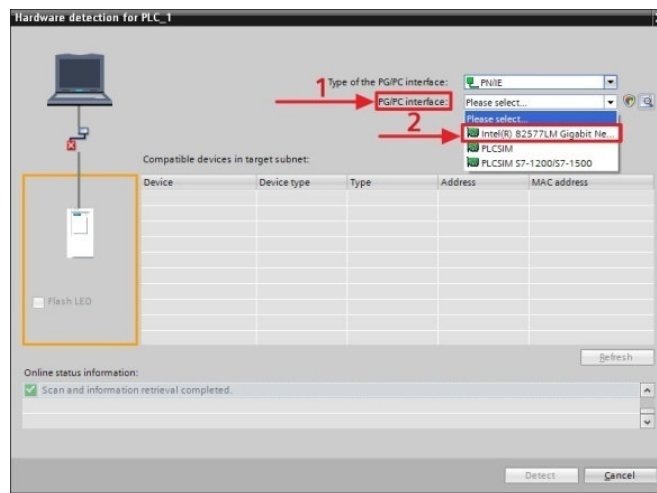 Hardware detection for PLC_1
1
Type of the PG/PC interface: PN/IE
PG/PC interface: Please select...
Please select...
2
Intel(R) 82577LM Gigabit Ne...
PLCSIM
PLCSIM S7-1200/S7-1500
Compatible devices in target subnet:
Device Device type Type Address MAC address
Flash LED
Refresh
Online status information:
Scan and information retrieval completed.
Detect Cancel